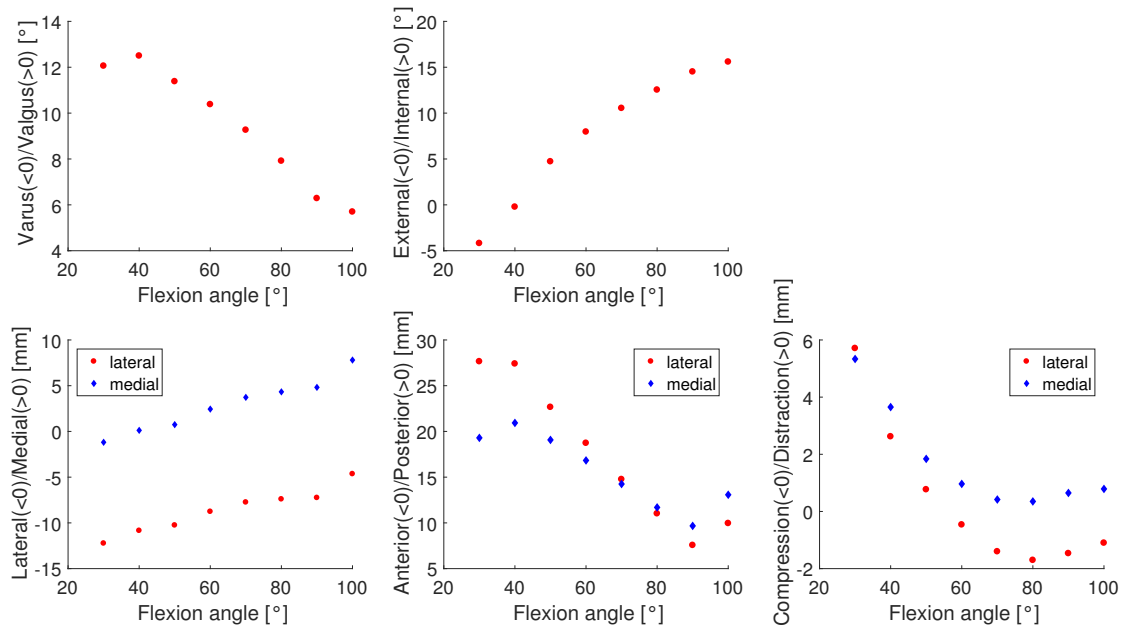 Varus(<0)/Valgus(>0) [°]
14
12
10
8
6
4
20 40 60 80 100
Flexion angle [°]
External(<0)/Internal(>0) [°]
20
15
10
5
0
-5
20 40 60 80 100
Flexion angle [°]
Lateral(<0)/Medial(>0) [mm]
10
5
0
-5
-10
-15
lateral
medial
20 40 60 80 100
Flexion angle [°]
Anterior(<0)/Posterior(>0) [mm]
30
25
20
15
10
5
lateral
medial
20 40 60 80 100
Flexion angle [°]
Compression(<0)/Distraction(>0) [mm]
6
4
2
0
-2
lateral
medial
20 40 60 80 100
Flexion angle [°]